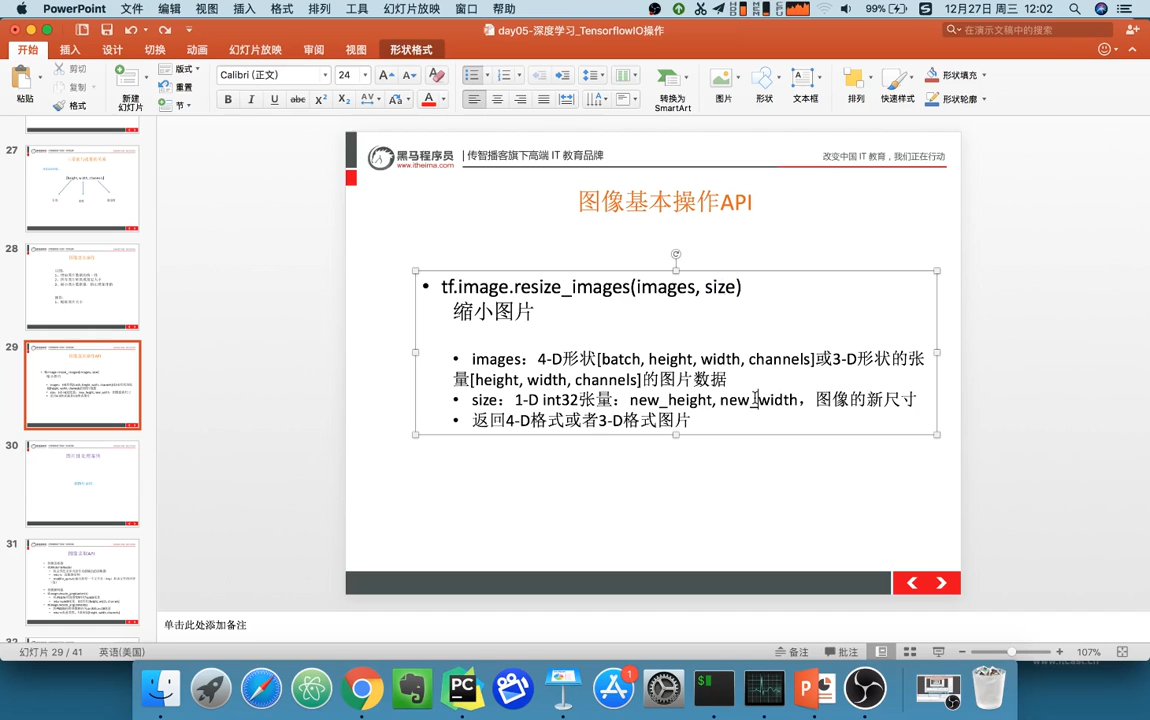 PowerPoint 文件 编辑 视图 插入 格式 排列 工具 幻灯片放映 窗口 帮助 99% 12月27日 周三 12:02
day05-深度学习_TensorflowIO操作 在演示文稿中的搜索
开始 插入 设计 切换 动画 幻灯片放映 审阅 视图 形状格式
粘贴 剪切 复制 格式 新建 幻灯片 版式 重置 节 Calibri (正文) 24 转换为 SmartArt 图片 形状 文本框 排列 快速样式 形状填充 形状轮廓
B I U abc X² X₂ AV Aa A
27
28
29
30
31
黑马程序员 | 传智播客旗下高端 IT 教育品牌 改变中国 IT 教育，我们正在行动
www.itheima.com
图像基本操作API
• tf.image.resize_images(images, size)
缩小图片
• images：4-D形状[batch, height, width, channels]或3-D形状的张
量[height, width, channels]的图片数据
• size：1-D int32张量：new_height, new_width，图像的新尺寸
• 返回4-D格式或者3-D格式图片
单击此处添加备注
幻灯片 29 / 41 英语(美国) 备注 批注 107%
www.itcast.cn